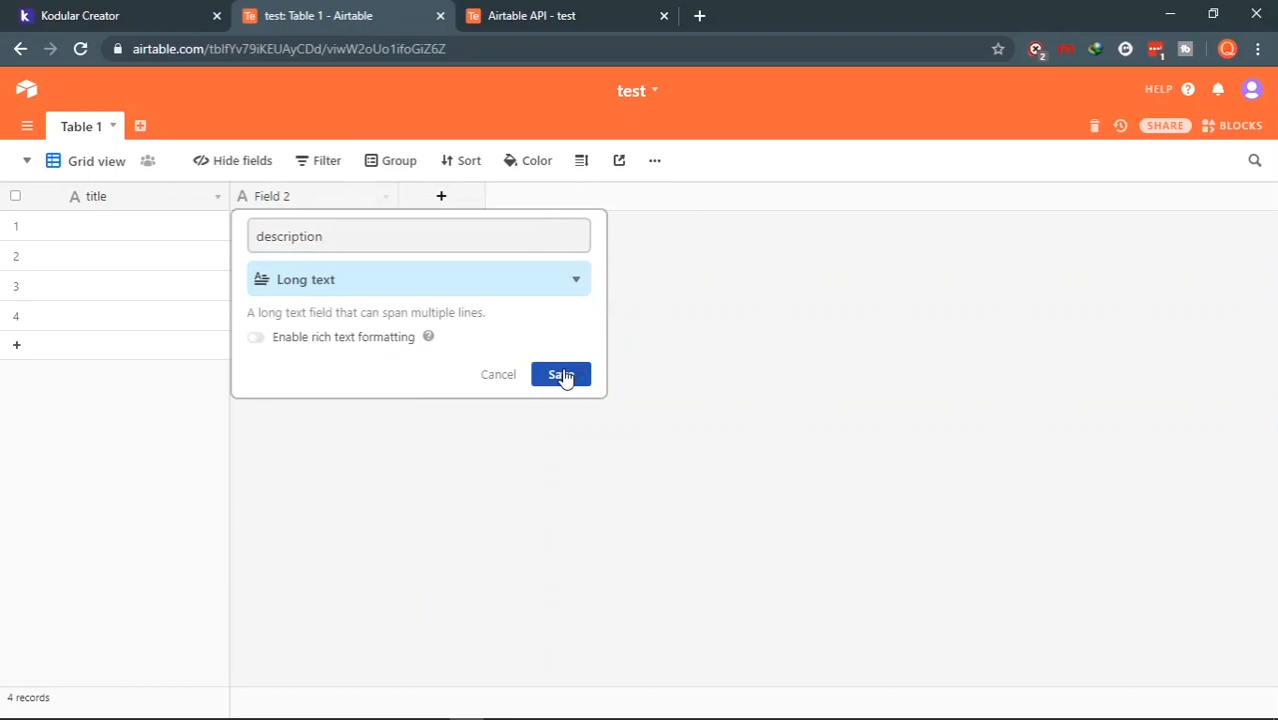 Kodular Creator
test: Table 1 - Airtable
Airtable API - test
airtable.com/tblfYv79iKEUAyCDd/viwW2oUo1ifoGiZ6Z
2
1
test
HELP
Table 1
SHARE
BLOCKS
Grid view
Hide fields
Filter
Group
Sort
Color
A title
A Field 2
1
2
3
4
description
Long text
A long text field that can span multiple lines.
Enable rich text formatting
Cancel
4 records